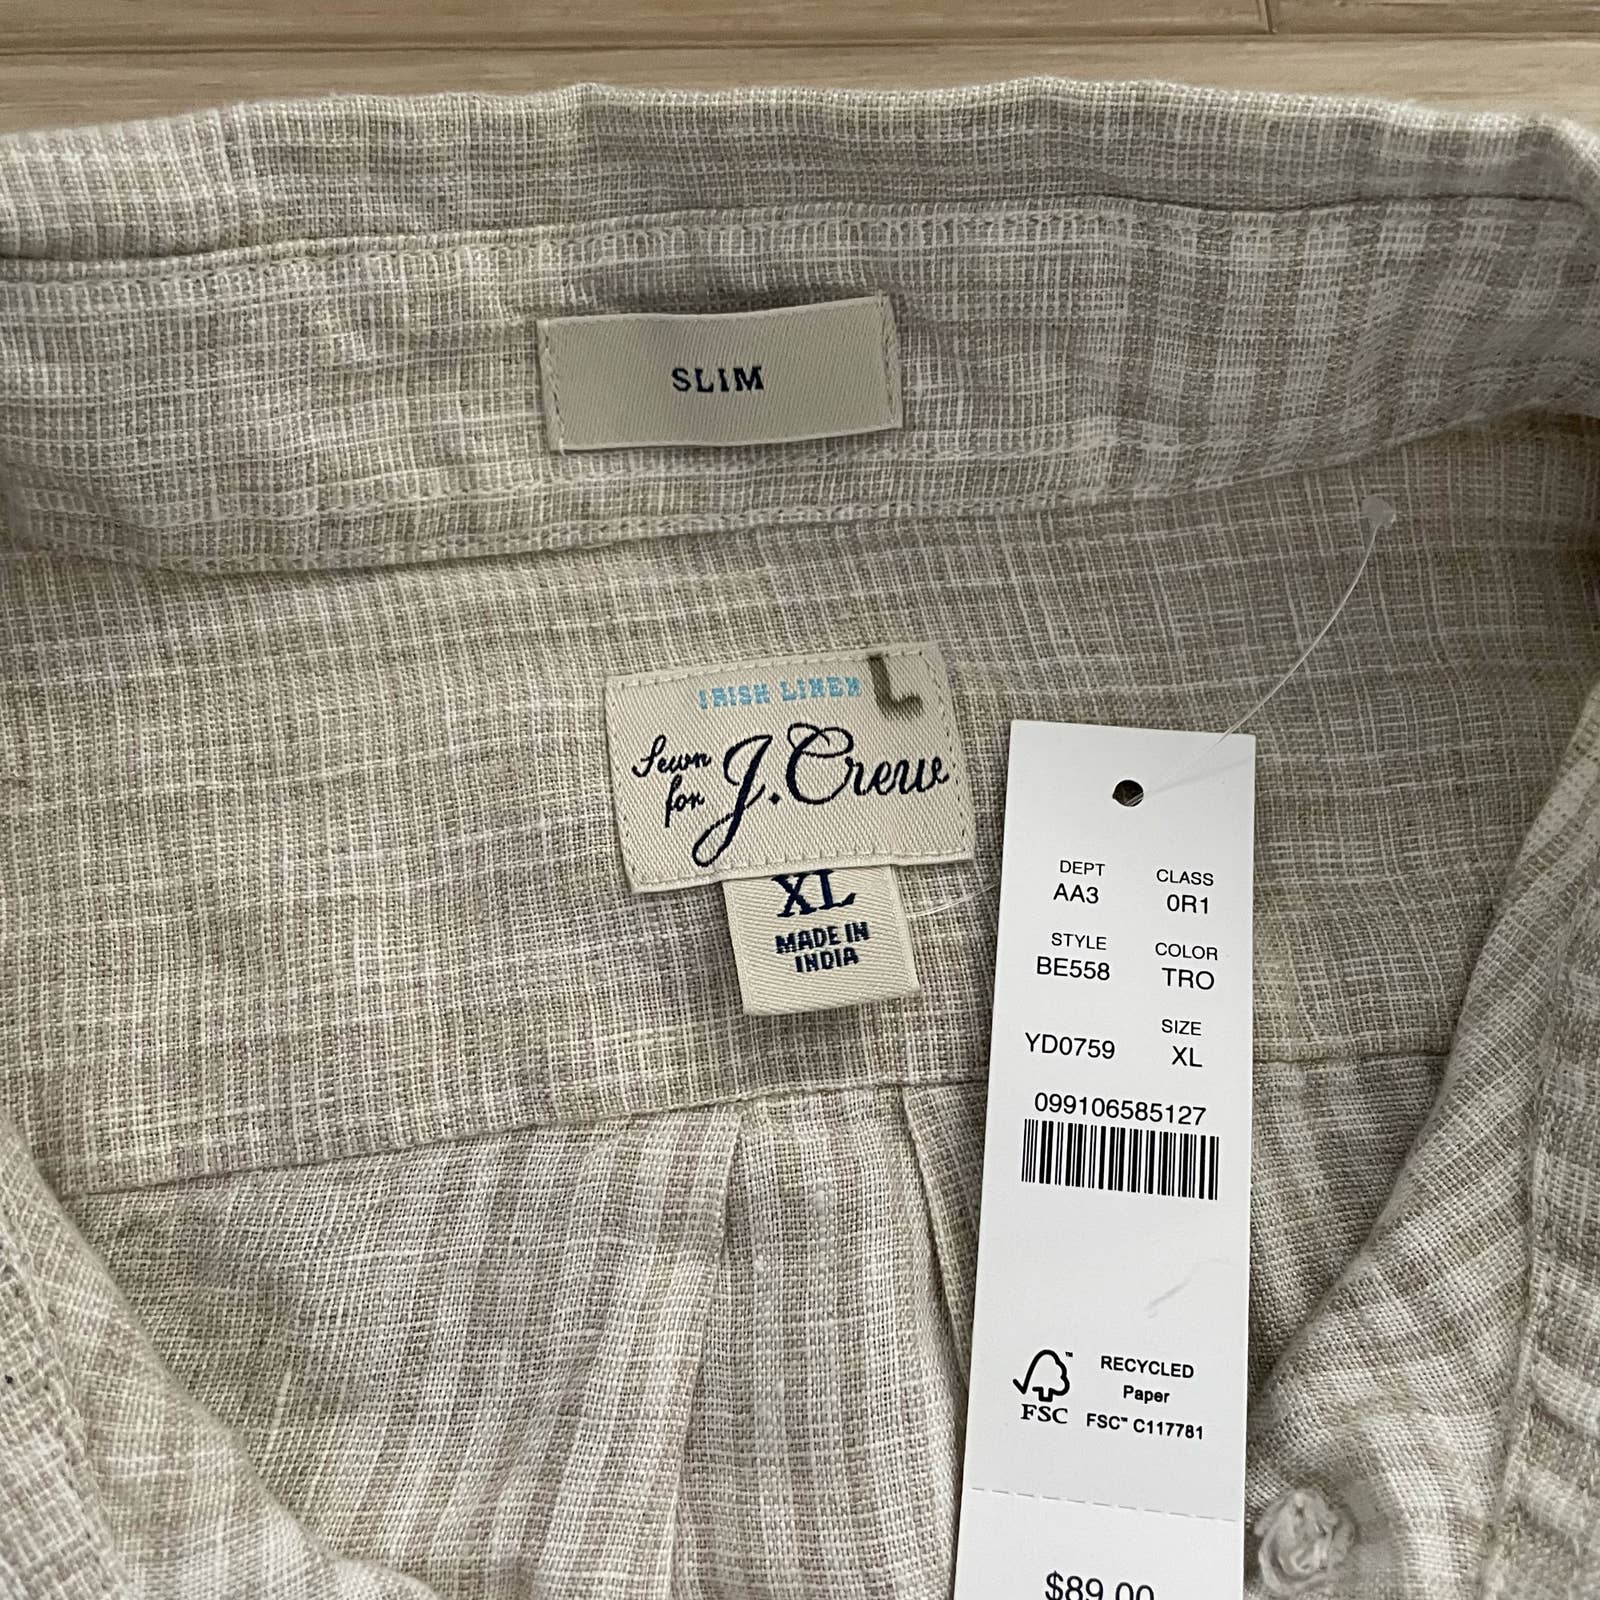 SLIM
IRISH LINEN L
Sewn for J.Crew
XL
MADE IN
INDIA
DEPT CLASS
AA3 0R1
STYLE COLOR
BE558 TRO
SIZE
YD0759 XL
099106585127
RECYCLED
Paper
FSC FSC™ C117781
$89.00